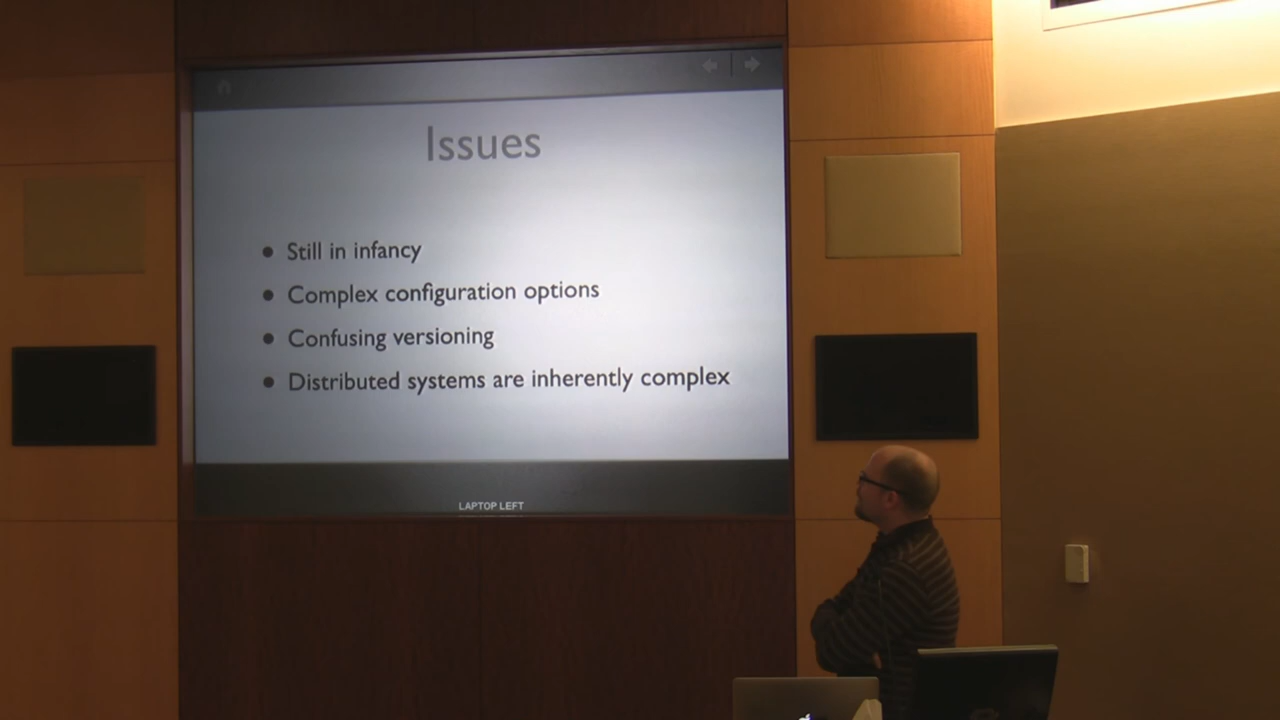 Issues
Still in infancy
Complex configuration options
Confusing versioning
Distributed systems are inherently complex
LAPTOP LEFT